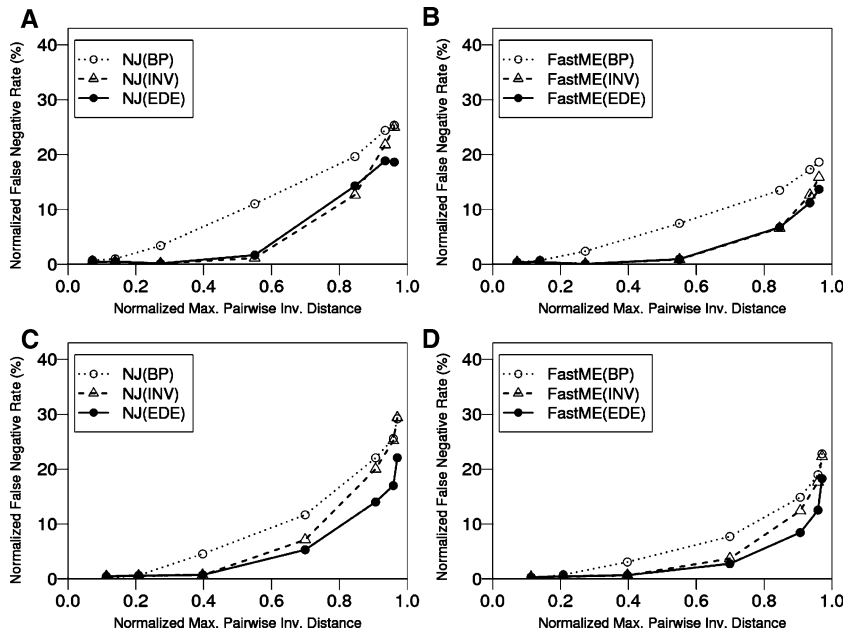 A
Normalized False Negative Rate (%)
40
30
20
10
0
NJ(BP)
NJ(INV)
NJ(EDE)
0.0 0.2 0.4 0.6 0.8 1.0
Normalized Max. Pairwise Inv. Distance
B
Normalized False Negative Rate (%)
40
30
20
10
0
FastME(BP)
FastME(INV)
FastME(EDE)
0.0 0.2 0.4 0.6 0.8 1.0
Normalized Max. Pairwise Inv. Distance
C
Normalized False Negative Rate (%)
40
30
20
10
0
NJ(BP)
NJ(INV)
NJ(EDE)
0.0 0.2 0.4 0.6 0.8 1.0
Normalized Max. Pairwise Inv. Distance
D
Normalized False Negative Rate (%)
40
30
20
10
0
FastME(BP)
FastME(INV)
FastME(EDE)
0.0 0.2 0.4 0.6 0.8 1.0
Normalized Max. Pairwise Inv. Distance